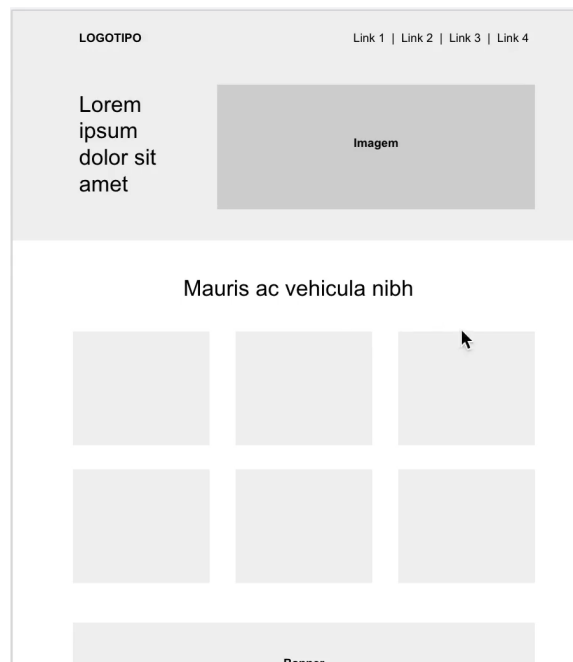 LOGOTIPO
Link 1 | Link 2 | Link 3 | Link 4
Lorem
ipsum
dolor sit
amet
Imagem
Mauris ac vehicula nibh